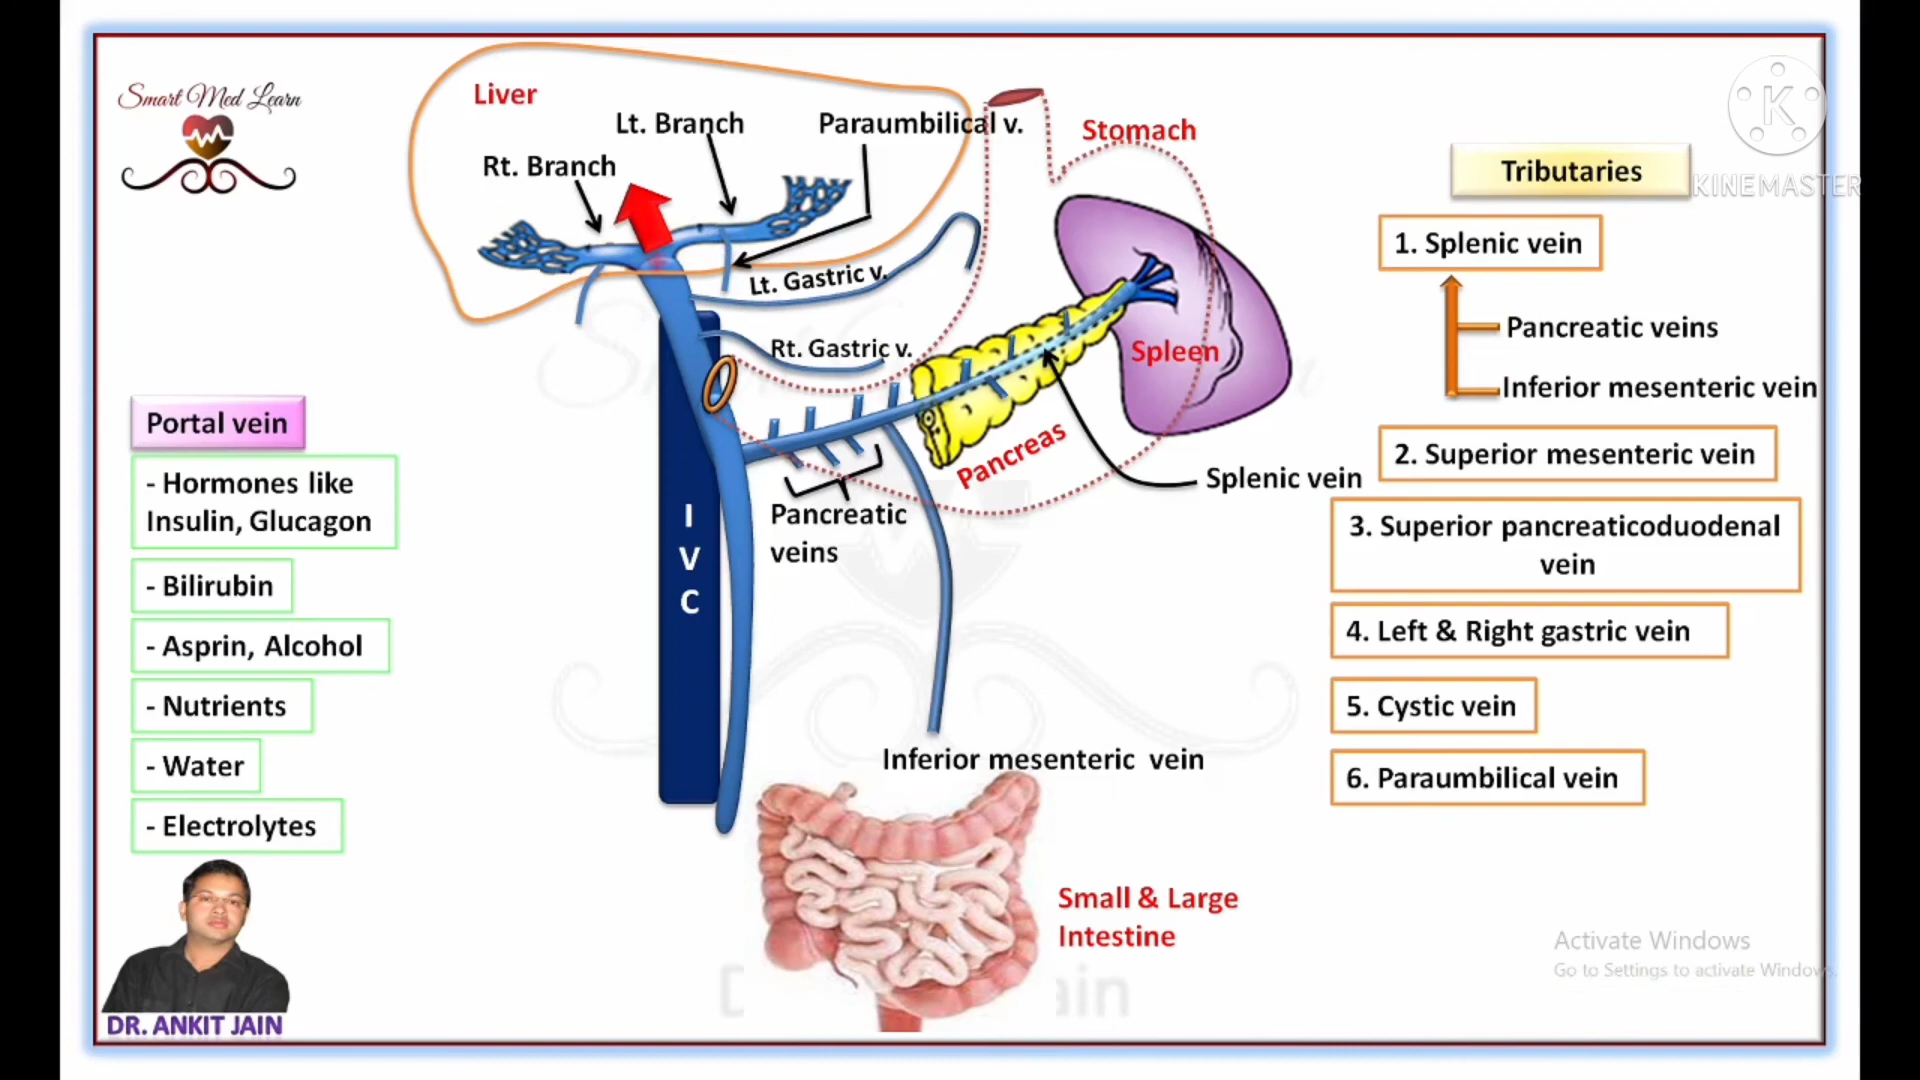 Smart Med Learn
Liver
Lt. Branch
Paraumbilical v.
Rt. Branch
Stomach
K
KINEMASTER
Tributaries
1. Splenic vein
Pancreatic veins
Inferior mesenteric vein
2. Superior mesenteric vein
3. Superior pancreaticoduodenal
vein
4. Left & Right gastric vein
5. Cystic vein
6. Paraumbilical vein
Lt. Gastric v.
Rt. Gastric v.
Spleen
Pancreas
Splenic vein
Pancreatic
veins
I
V
C
Inferior mesenteric vein
Small & Large
Intestine
Portal vein
- Hormones like
Insulin, Glucagon
- Bilirubin
- Asprin, Alcohol
- Nutrients
- Water
- Electrolytes
DR. ANKIT JAIN
Activate Windows
Go to Settings to activate Windows.